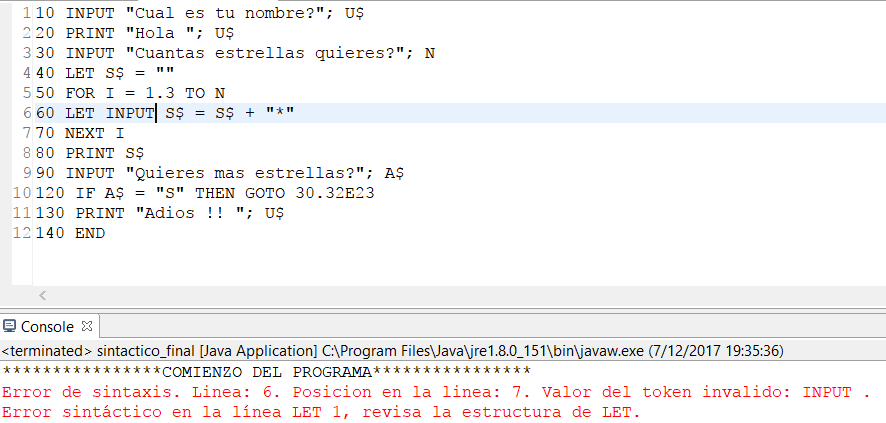 1 10 INPUT "Cual es tu nombre?"; U$
2 20 PRINT "Hola "; U$
3 30 INPUT "Cuantas estrellas quieres?"; N
4 40 LET S$ = ""
5 50 FOR I = 1.3 TO N
6 60 LET INPUT S$ = S$ + "*"
7 70 NEXT I
8 80 PRINT S$
9 90 INPUT "Quieres mas estrellas?"; A$
10 120 IF A$ = "S" THEN GOTO 30.32E23
11 130 PRINT "Adios !! "; U$
12 140 END
Console
<terminated> sintactico_final [Java Application] C:\Program Files\Java\jre1.8.0_151\bin\javaw.exe (7/12/2017 19:35:36)
****************COMIENZO DEL PROGRAMA****************
Error de sintaxis. Linea: 6. Posicion en la linea: 7. Valor del token invalido: INPUT .
Error sintáctico en la línea LET 1, revisa la estructura de LET.